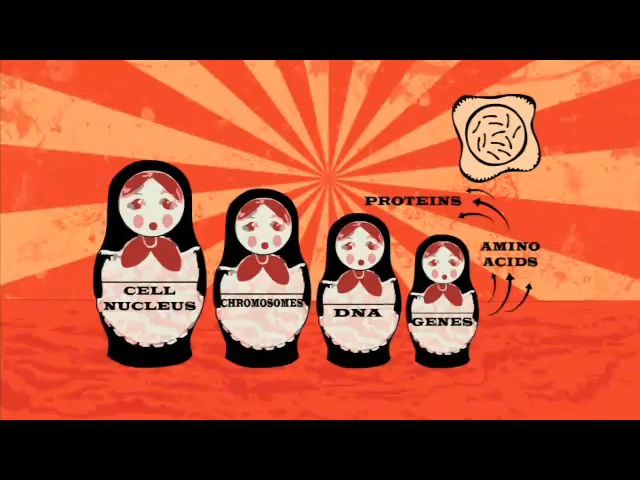 PROTEINS
AMINO
ACIDS
CELL
NUCLEUS
CHROMOSOMES
DNA
GENES